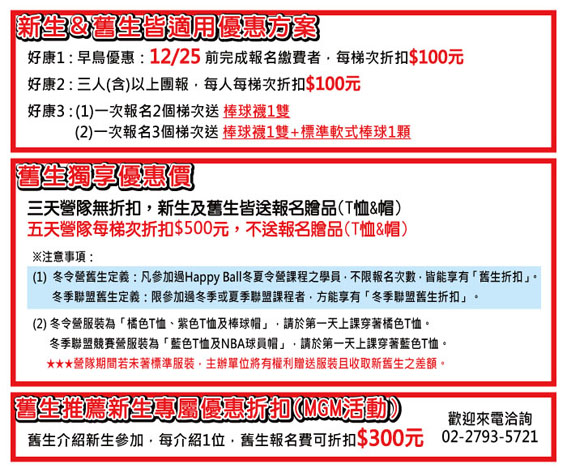 新生&舊生皆適用優惠方案
好康1:早鳥優惠:12/25 前完成報名繳費者,每梯次折扣$100元
好康2:三人(含)以上團報,每人每梯次折扣$100元
好康3:(1)一次報名2個梯次送 棒球襪1雙
(2)一次報名3個梯次送 棒球襪1雙+標準軟式棒球1顆
舊生獨享優惠價
三天營隊無折扣,新生及舊生皆送報名贈品(T恤&帽)
五天營隊每梯次折扣$500元,不送報名贈品(T恤&帽)
※注意事項:
(1) 冬令營舊生定義:凡參加過Happy Ball冬夏令營課程之學員,不限報名次數,皆能享有「舊生折扣」。
冬季聯盟舊生定義:限參加過冬季或夏季聯盟課程者,方能享有「冬季聯盟舊生折扣」。
(2) 冬令營服裝為「橘色T恤、紫色T恤及棒球帽」,請於第一天上課穿著橘色T恤。
冬季聯盟競賽營服裝為「藍色T恤及NBA球員帽」,請於第一天上課穿著藍色T恤。
★★★營隊期間若未著標準服裝,主辦單位將有權利贈送服裝且收取新舊生之差額。
舊生推薦新生專屬優惠折扣(MGM活動)
舊生介紹新生參加,每介紹1位,舊生報名費可折扣$300元
歡迎來電洽詢
02-2793-5721